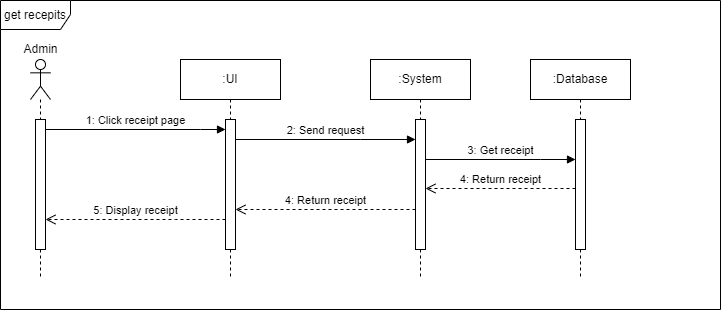 get recepits
Admin
:UI
:System
:Database
1: Click receipt page
2: Send request
3: Get receipt
4: Return receipt
4: Return receipt
5: Display receipt